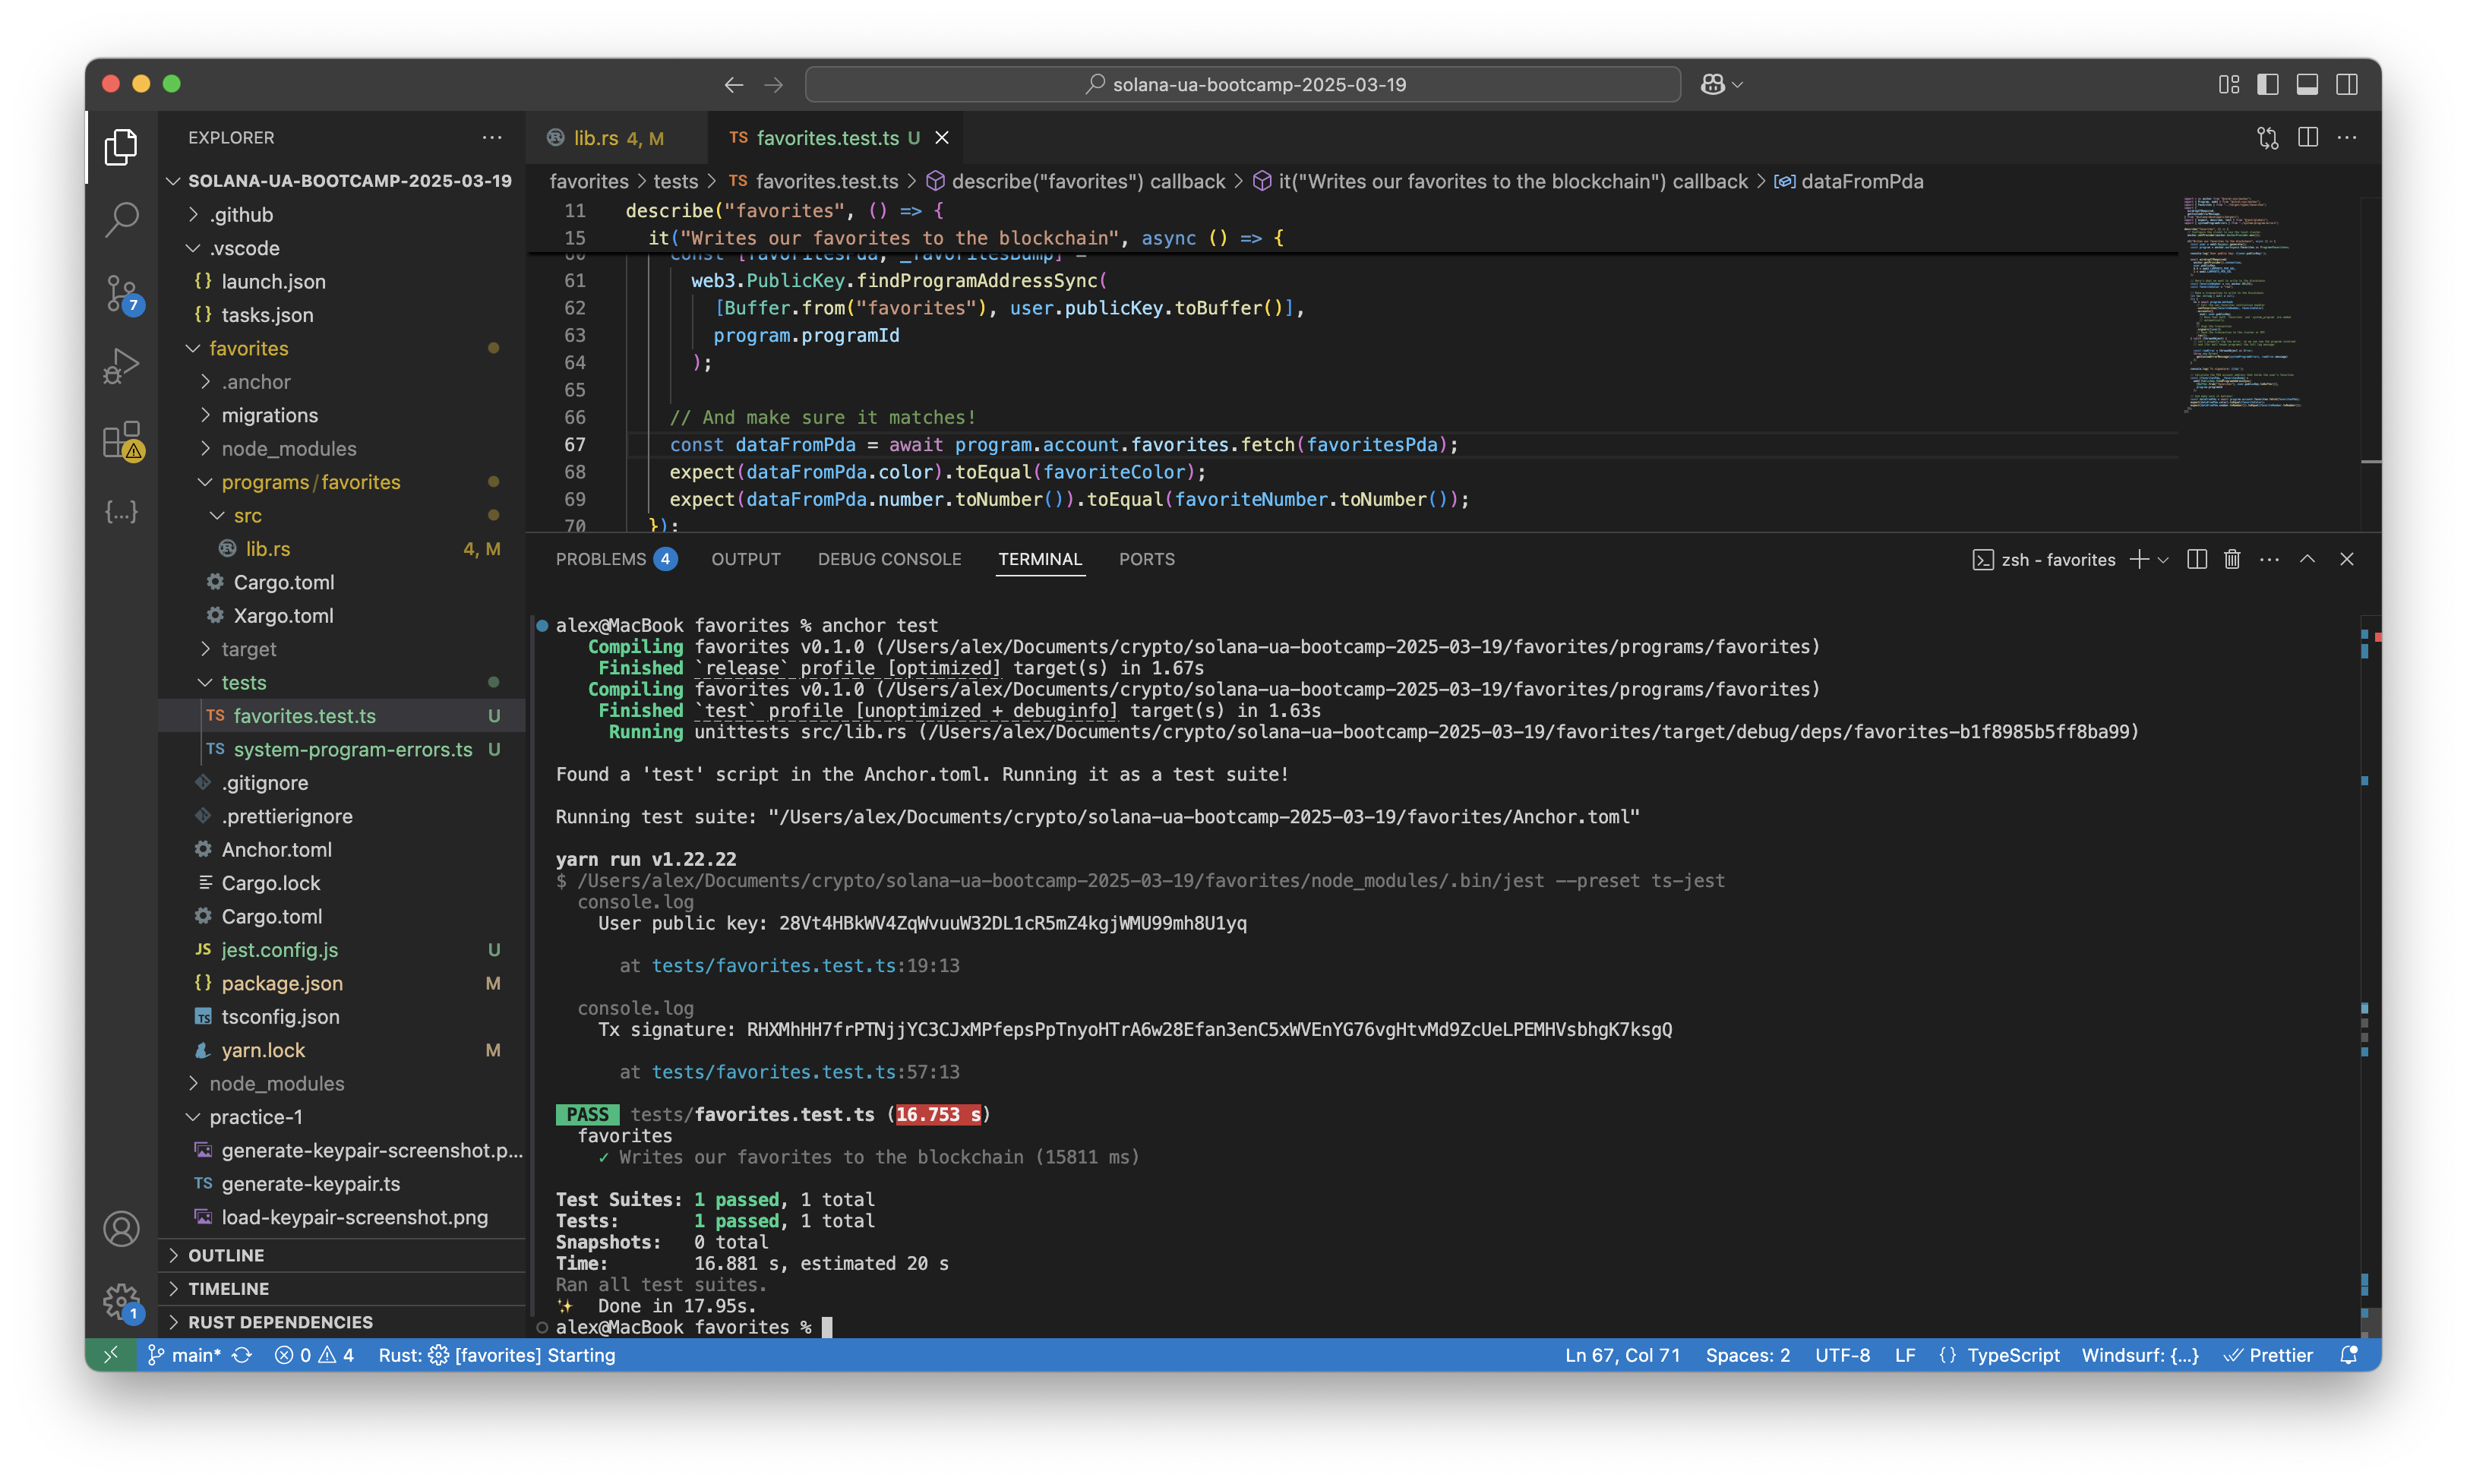 solana-ua-bootcamp-2025-03-19
EXPLORER
SOLANA-UA-BOOTCAMP-2025-03-19
.github
.vscode
{} launch.json
{} tasks.json
favorites
.anchor
migrations
node_modules
programs/favorites
src
lib.rs 4, M
Cargo.toml
Xargo.toml
target
tests
TS favorites.test.ts U
TS system-program-errors.ts U
.gitignore
.prettierignore
Anchor.toml
Cargo.lock
Cargo.toml
JS jest.config.js U
{} package.json M
TS tsconfig.json
yarn.lock M
node_modules
practice-1
generate-keypair-screenshot.p...
TS generate-keypair.ts
load-keypair-screenshot.png
OUTLINE
TIMELINE
RUST DEPENDENCIES
7
{...}
1
lib.rs 4, M
TS favorites.test.ts U
favorites > tests > TS favorites.test.ts > describe("favorites") callback > it("Writes our favorites to the blockchain") callback > dataFromPda
11 describe("favorites", () => {
15 it("Writes our favorites to the blockchain", async () => {
60 const [favoritesPda, _favoritesBump] =
61 web3.PublicKey.findProgramAddressSync(
62 [Buffer.from("favorites"), user.publicKey.toBuffer()],
63 program.programId
64 );
65
66 // And make sure it matches!
67 const dataFromPda = await program.account.favorites.fetch(favoritesPda);
68 expect(dataFromPda.color).toEqual(favoriteColor);
69 expect(dataFromPda.number.toNumber()).toEqual(favoriteNumber.toNumber());
70 });
PROBLEMS 4 OUTPUT DEBUG CONSOLE TERMINAL PORTS
zsh - favorites
alex@MacBook favorites % anchor test
Compiling favorites v0.1.0 (/Users/alex/Documents/crypto/solana-ua-bootcamp-2025-03-19/favorites/programs/favorites)
Finished `release` profile [optimized] target(s) in 1.67s
Compiling favorites v0.1.0 (/Users/alex/Documents/crypto/solana-ua-bootcamp-2025-03-19/favorites/programs/favorites)
Finished `test` profile [unoptimized + debuginfo] target(s) in 1.63s
Running unittests src/lib.rs (/Users/alex/Documents/crypto/solana-ua-bootcamp-2025-03-19/favorites/target/debug/deps/favorites-b1f8985b5ff8ba99)
Found a 'test' script in the Anchor.toml. Running it as a test suite!
Running test suite: "/Users/alex/Documents/crypto/solana-ua-bootcamp-2025-03-19/favorites/Anchor.toml"
yarn run v1.22.22
$ /Users/alex/Documents/crypto/solana-ua-bootcamp-2025-03-19/favorites/node_modules/.bin/jest --preset ts-jest
console.log
User public key: 28Vt4HBkWV4ZqWvuuW32DL1cR5mZ4kgjWMU99mh8U1yq
at tests/favorites.test.ts:19:13
console.log
Tx signature: RHXMhHH7frPTNjjYC3CJxMPfepsPpTnyoHTrA6w28Efan3enC5xWVEnYG76vgHtvMd9ZcUeLPEMHVsbhgK7ksgQ
at tests/favorites.test.ts:57:13
PASS tests/favorites.test.ts (16.753 s)
favorites
✓ Writes our favorites to the blockchain (15811 ms)
Test Suites: 1 passed, 1 total
Tests: 1 passed, 1 total
Snapshots: 0 total
Time: 16.881 s, estimated 20 s
Ran all test suites.
✨ Done in 17.95s.
alex@MacBook favorites %
main* 0 4 Rust: [favorites] Starting
Ln 67, Col 71 Spaces: 2 UTF-8 LF {} TypeScript Windsurf: {...} Prettier